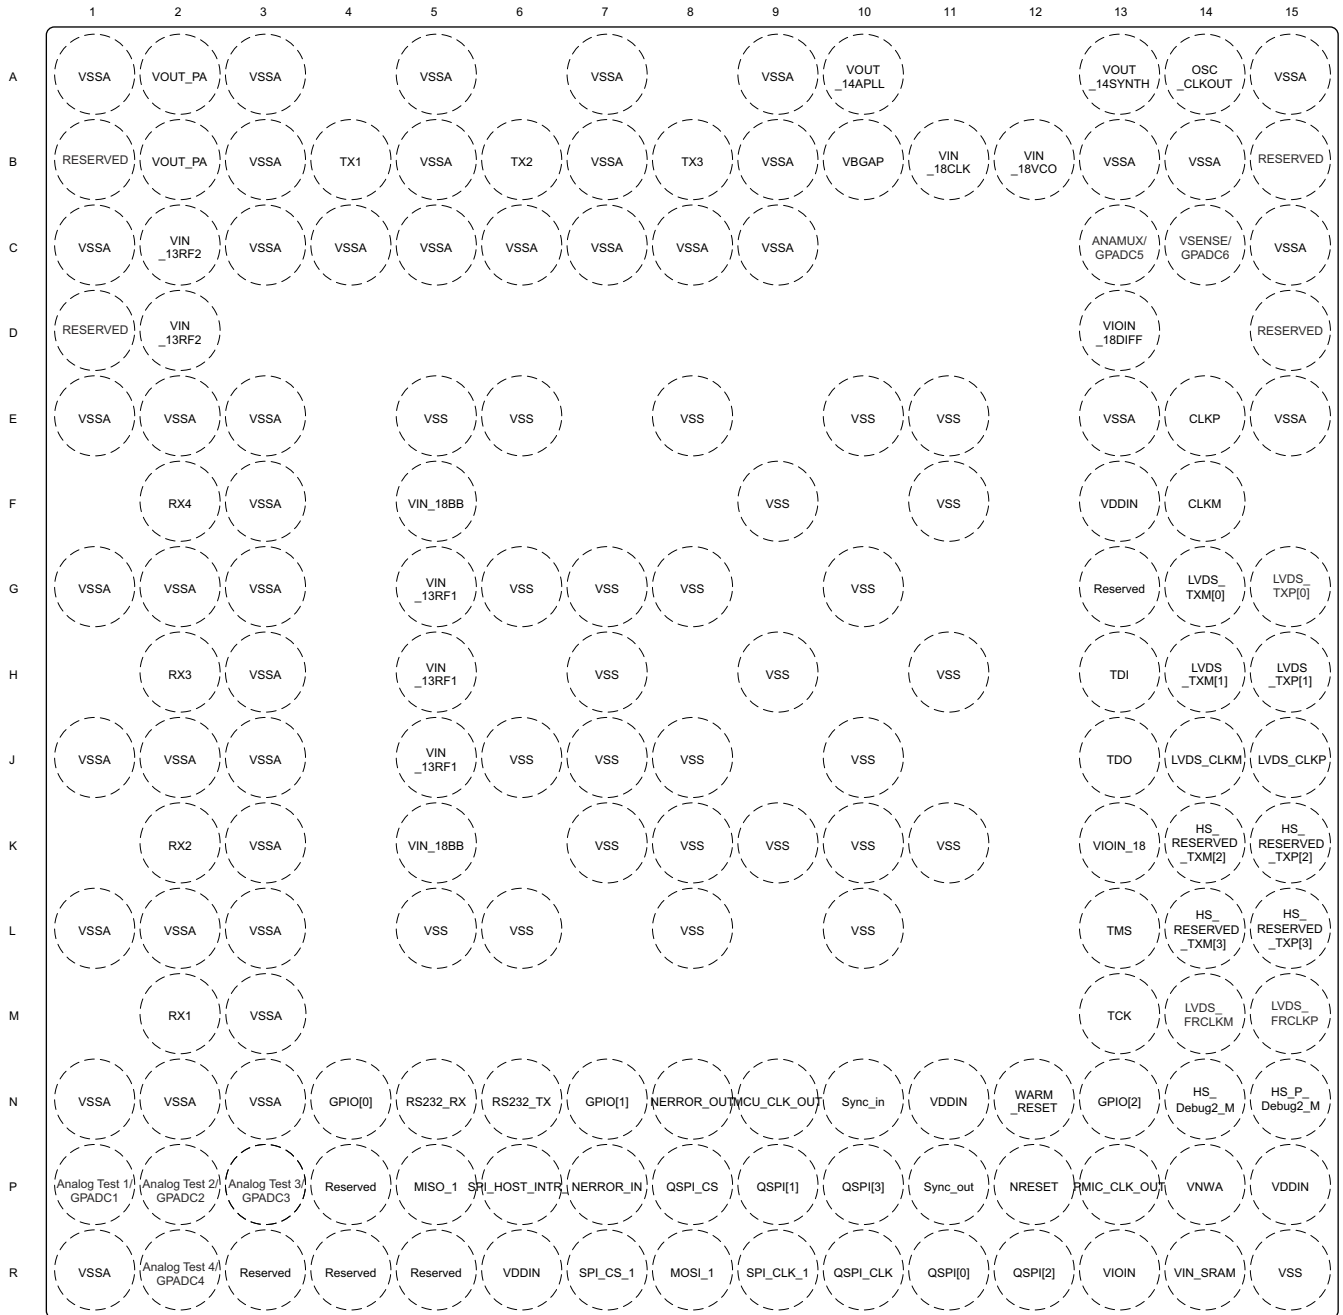 1 2 3 4 5 6 7 8 9 10 11 12 13 14 15
A VSSA VOUT_PA VSSA VSSA VSSA VSSA VOUT VOUT OSC VSSA
_14APLL _14SYNTH _CLKOUT
B RESERVED VOUT_PA VSSA TX1 VSSA TX2 VSSA TX3 VSSA VBGAP VIN VIN VSSA VSSA RESERVED
_18CLK _18VCO
C VSSA VIN VSSA VSSA VSSA VSSA VSSA VSSA VSSA ANAMUX/ VSENSE/ VSSA
_13RF2 GPADC5 GPADC6
D RESERVED VIN VIOIN RESERVED
_13RF2 _18DIFF
E VSSA VSSA VSSA VSS VSS VSS VSS VSS VSSA CLKP VSSA
F RX4 VSSA VIN_18BB VSS VSS VDDIN CLKM
G VSSA VSSA VSSA VIN VSS VSS VSS VSS Reserved LVDS_ LVDS_
_13RF1 TXM[0] TXP[0]
H RX3 VSSA VIN VSS VSS VSS TDI LVDS LVDS
_13RF1 _TXM[1] _TXP[1]
J VSSA VSSA VSSA VIN VSS VSS VSS VSS TDO LVDS_CLKM LVDS_CLKP
_13RF1
K RX2 VSSA VIN_18BB VSS VSS VSS VSS VSS VIOIN_18 HS_ HS_
RESERVED RESERVED
_TXM[2] _TXP[2]
L VSSA VSSA VSSA VSS VSS VSS VSS TMS HS_ HS_
RESERVED RESERVED
_TXM[3] _TXP[3]
M RX1 VSSA TCK LVDS_ LVDS_
FRCLKM FRCLKP
N VSSA VSSA VSSA GPIO[0] RS232_RX RS232_TX GPIO[1] NERROR_OUT MCU_CLK_OUT Sync_in VDDIN WARM GPIO[2] HS_ HS_P_
_RESET Debug2_M Debug2_M
P Analog Test 1/ Analog Test 2/ Analog Test 3/ Reserved MISO_1 SPI_HOST_INTR_ NERROR_IN QSPI_CS QSPI[1] QSPI[3] Sync_out NRESET PMIC_CLK_OUT VNWA VDDIN
GPADC1 GPADC2 GPADC3
R VSSA Analog Test 4/ Reserved Reserved Reserved VDDIN SPI_CS_1 MOSI_1 SPI_CLK_1 QSPI_CLK QSPI[0] QSPI[2] VIOIN VIN_SRAM VSS
GPADC4